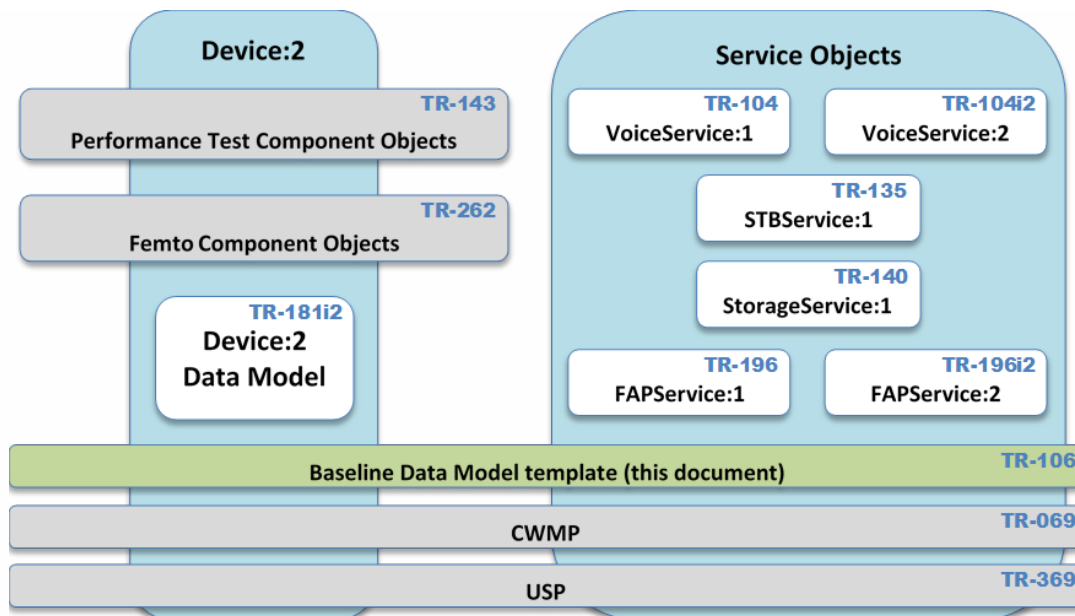 Device:2
TR-143
Performance Test Component Objects
TR-262
Femto Component Objects
TR-181i2
Device:2
Data Model
Service Objects
TR-104
VoiceService:1
TR-104i2
VoiceService:2
TR-135
STBService:1
TR-140
StorageService:1
TR-196
FAPService:1
TR-196i2
FAPService:2
TR-106
Baseline Data Model template (this document)
TR-069
CWMP
TR-369
USP